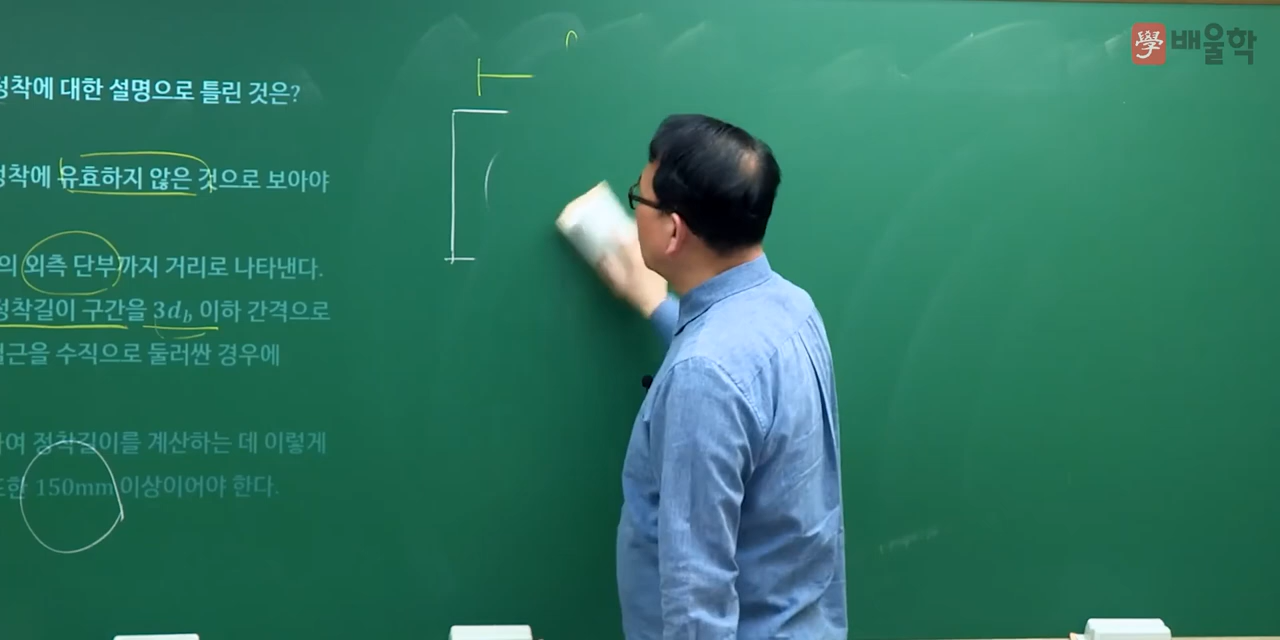 學 배울학
정착에 대한 설명으로 틀린 것은?
정착에 유효하지 않은 것으로 보아야
의 외측 단부까지 거리로 나타낸다.
정착길이 구간을 3d_b 이하 간격으로
철근을 수직으로 둘러싼 경우에
하여 정착길이를 계산하는 데 이렇게
또한 150mm 이상이어야 한다.